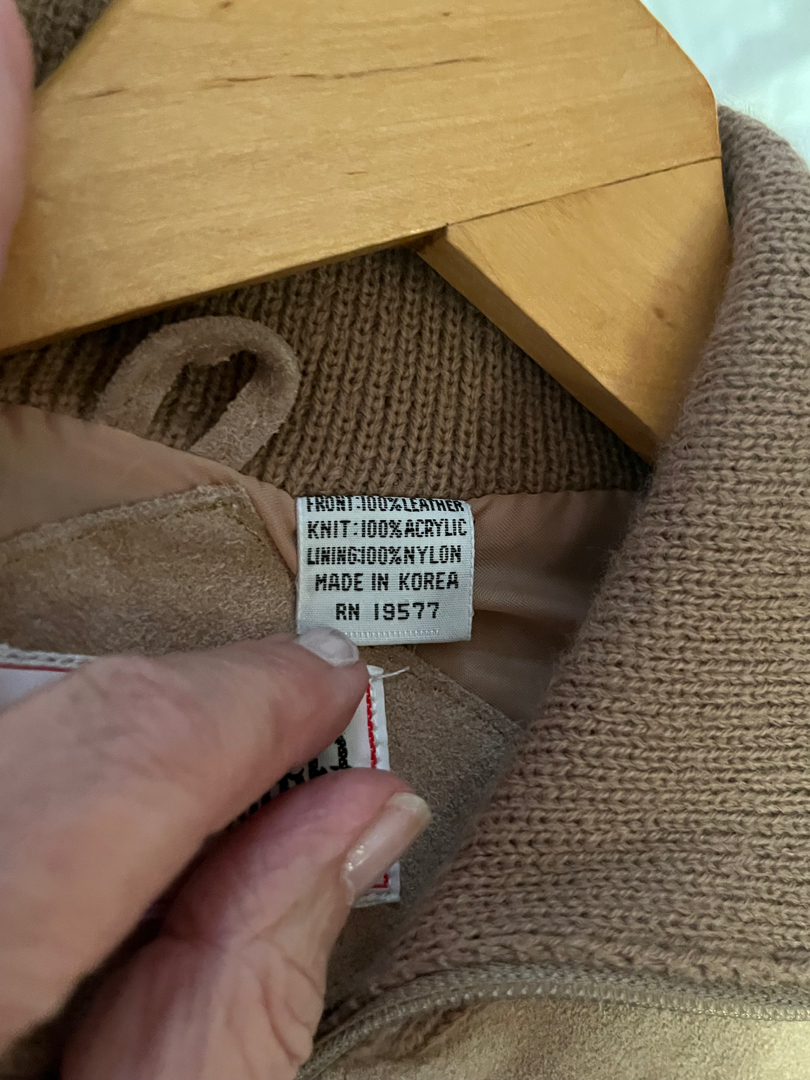 FRONT:100%LEATHER
KNIT:100%ACRYLIC
LINING:100%NYLON
MADE IN KOREA
RN 19577